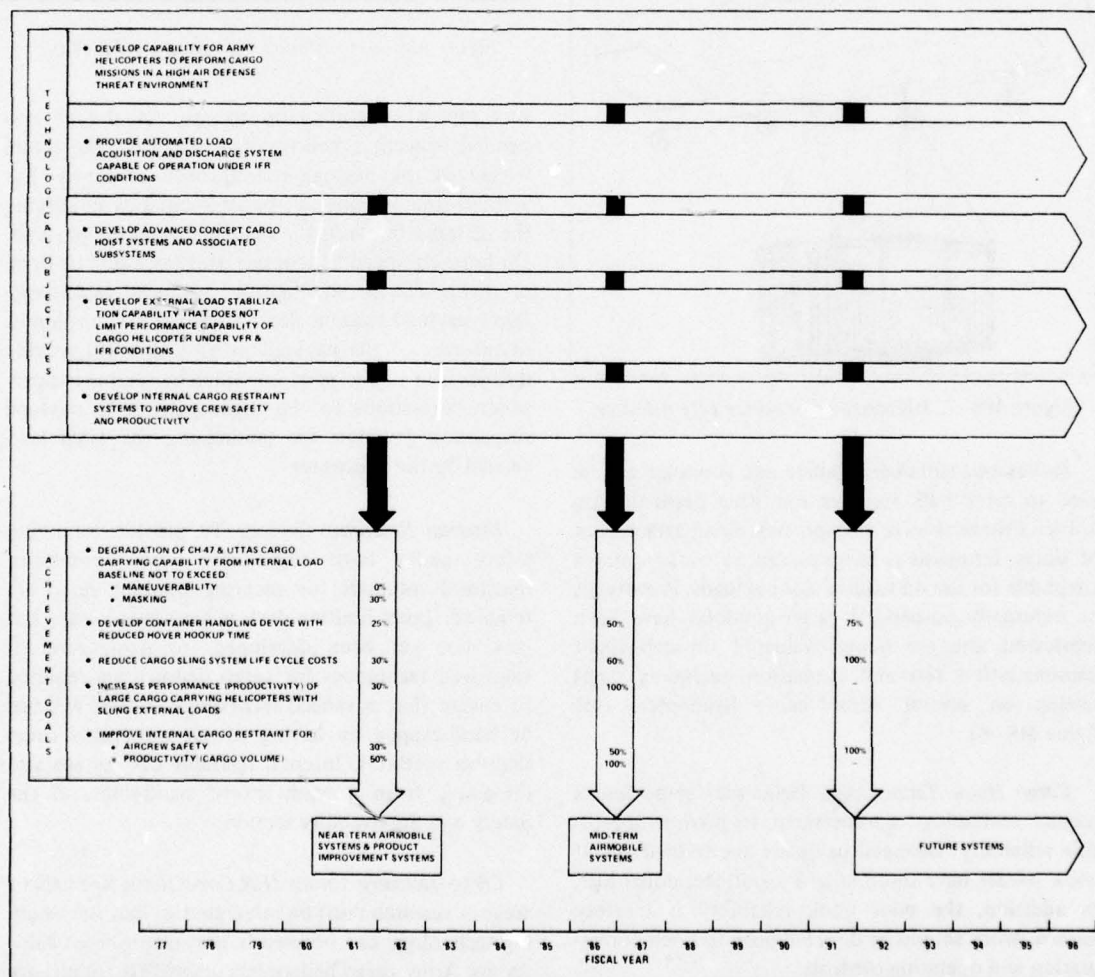 TECHNOLOGICAL OBJECTIVES
• DEVELOP CAPABILITY FOR ARMY
HELICOPTERS TO PERFORM CARGO
MISSIONS IN A HIGH AIR DEFENSE
THREAT ENVIRONMENT
• PROVIDE AUTOMATED LOAD
ACQUISITION AND DISCHARGE SYSTEM
CAPABLE OF OPERATION UNDER IFR
CONDITIONS
• DEVELOP ADVANCED CONCEPT CARGO
HOIST SYSTEMS AND ASSOCIATED
SUBSYSTEMS
• DEVELOP EXTERNAL LOAD STABILIZA
TION CAPABILITY THAT DOES NOT
LIMIT PERFORMANCE CAPABILITY OF
CARGO HELICOPTER UNDER VFR &
IFR CONDITIONS
• DEVELOP INTERNAL CARGO RESTRAINT
SYSTEMS TO IMPROVE CREW SAFETY
AND PRODUCTIVITY
ACHIEVEMENT GOALS
• DEGRADATION OF CH 47 & UTTAS CARGO
CARRYING CAPABILITY FROM INTERNAL LOAD
BASELINE NOT TO EXCEED
• MANEUVERABILITY
• MASKING 30%
• DEVELOP CONTAINER HANDLING DEVICE WITH 25% 50% 75%
REDUCED HOVER HOOKUP TIME
• REDUCE CARGO SLING SYSTEM LIFE CYCLE COSTS 30% 60% 100%
• INCREASE PERFORMANCE (PRODUCTIVITY) OF 30% 100%
LARGE CARGO CARRYING HELICOPTERS WITH
SLUNG EXTERNAL LOADS
• IMPROVE INTERNAL CARGO RESTRAINT FOR
• AIRCREW SAFETY 30% 50% 100%
• PRODUCTIVITY (CARGO VOLUME) 50% 100%
NEAR TERM AIRMOBILE
SYSTEMS & PRODUCT
IMPROVEMENT SYSTEMS
MID TERM
AIRMOBILE
SYSTEMS
FUTURE SYSTEMS
77 78 79 80 81 82 83 84 85 86 87 88 89 90 91 92 93 94 95 96
FISCAL YEAR